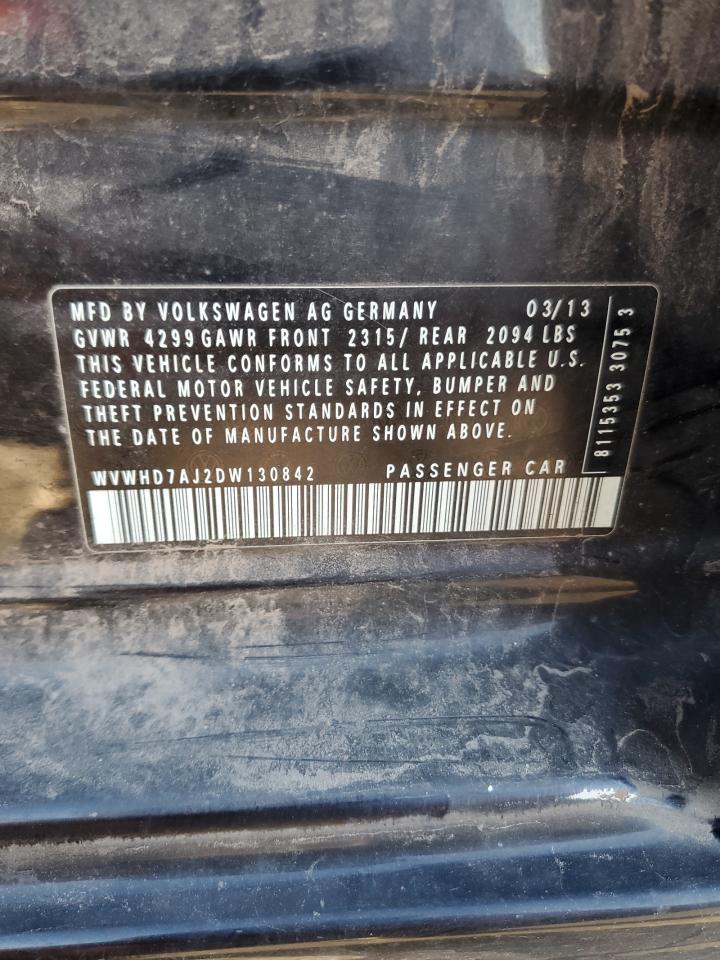 MFD BY VOLKSWAGEN AG GERMANY 03/13
GVWR 4299 GAWR FRONT 2315/ REAR 2094 LBS
THIS VEHICLE CONFORMS TO ALL APPLICABLE U.S.
FEDERAL MOTOR VEHICLE SAFETY, BUMPER AND
THEFT PREVENTION STANDARDS IN EFFECT ON
THE DATE OF MANUFACTURE SHOWN ABOVE.
WVWHD7AJ2DW130842 PASSENGER CAR
8115353 3075 3